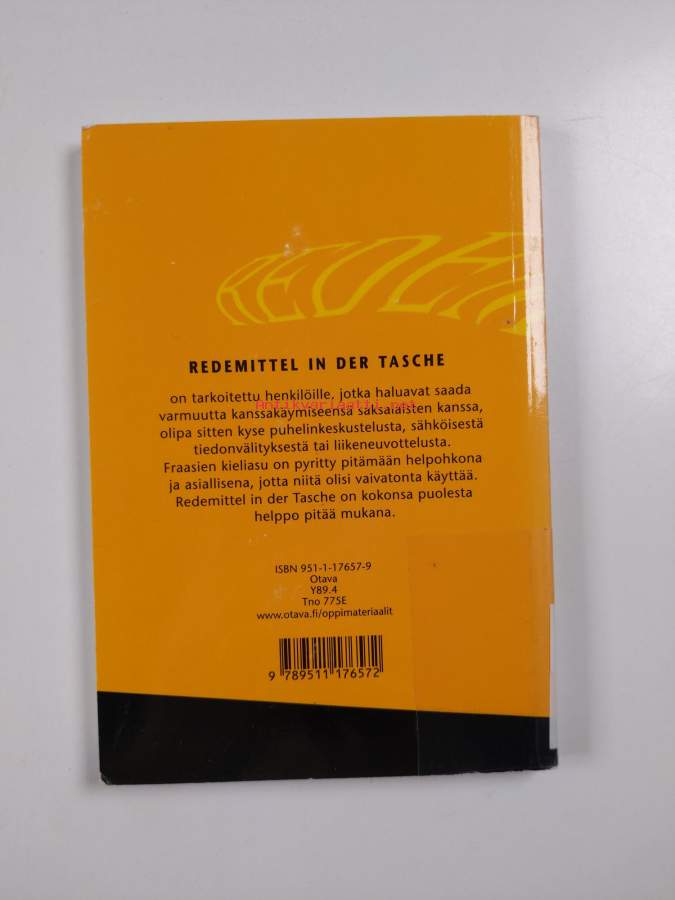 REDEMITTEL IN DER TASCHE
on tarkoitettu henkilöille, jotka haluavat saada
Antikvariaatti.net
varmuutta kanssakäymiseensä saksalaisten kanssa,
olipa sitten kyse puhelinkeskustelusta, sähköisestä
tiedonvälityksestä tai liikeneuvottelusta.
Fraasien kieliasu on pyritty pitämään helpohkona
ja asiallisena, jotta niitä olisi vaivatonta käyttää.
Redemittel in der Tasche on kokonsa puolesta
helppo pitää mukana.
ISBN 951-1-17657-9
Otava
Y89.4
Tno 775E
www.otava.fi/oppimateriaalit
9 789511 176572